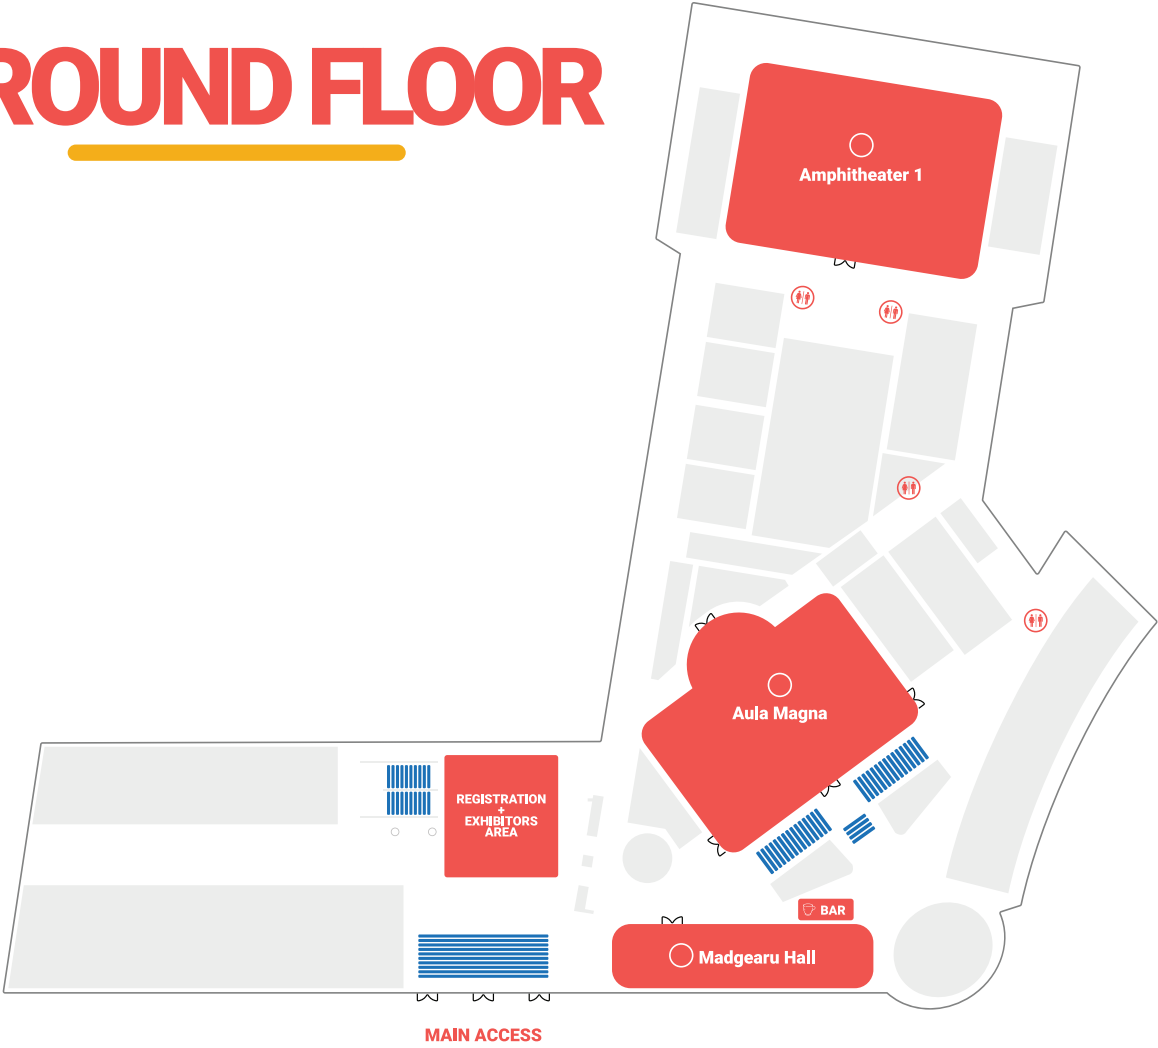 ROUND FLOOR
Amphitheater 1
Aula Magna
REGISTRATION
+
EXHIBITORS
AREA
BAR
Madgearu Hall
MAIN ACCESS